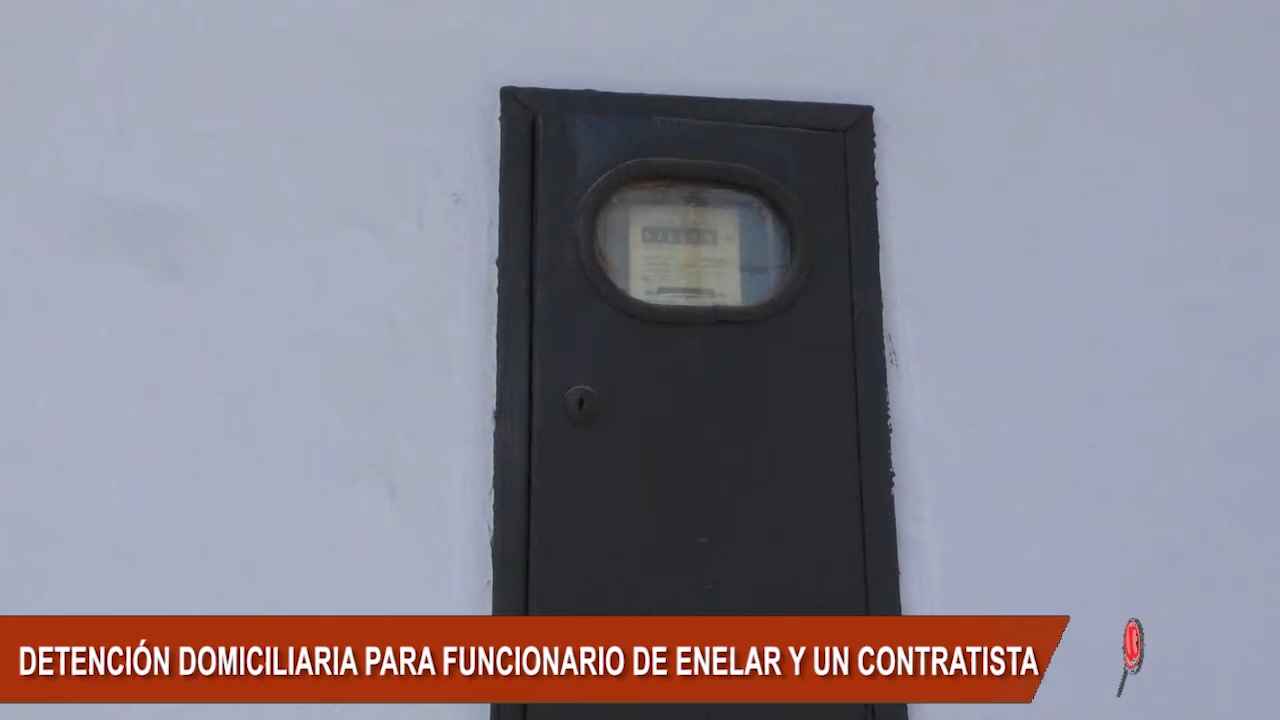 DETENCIÓN DOMICILIARIA PARA FUNCIONARIO DE ENELAR Y UN CONTRATISTA